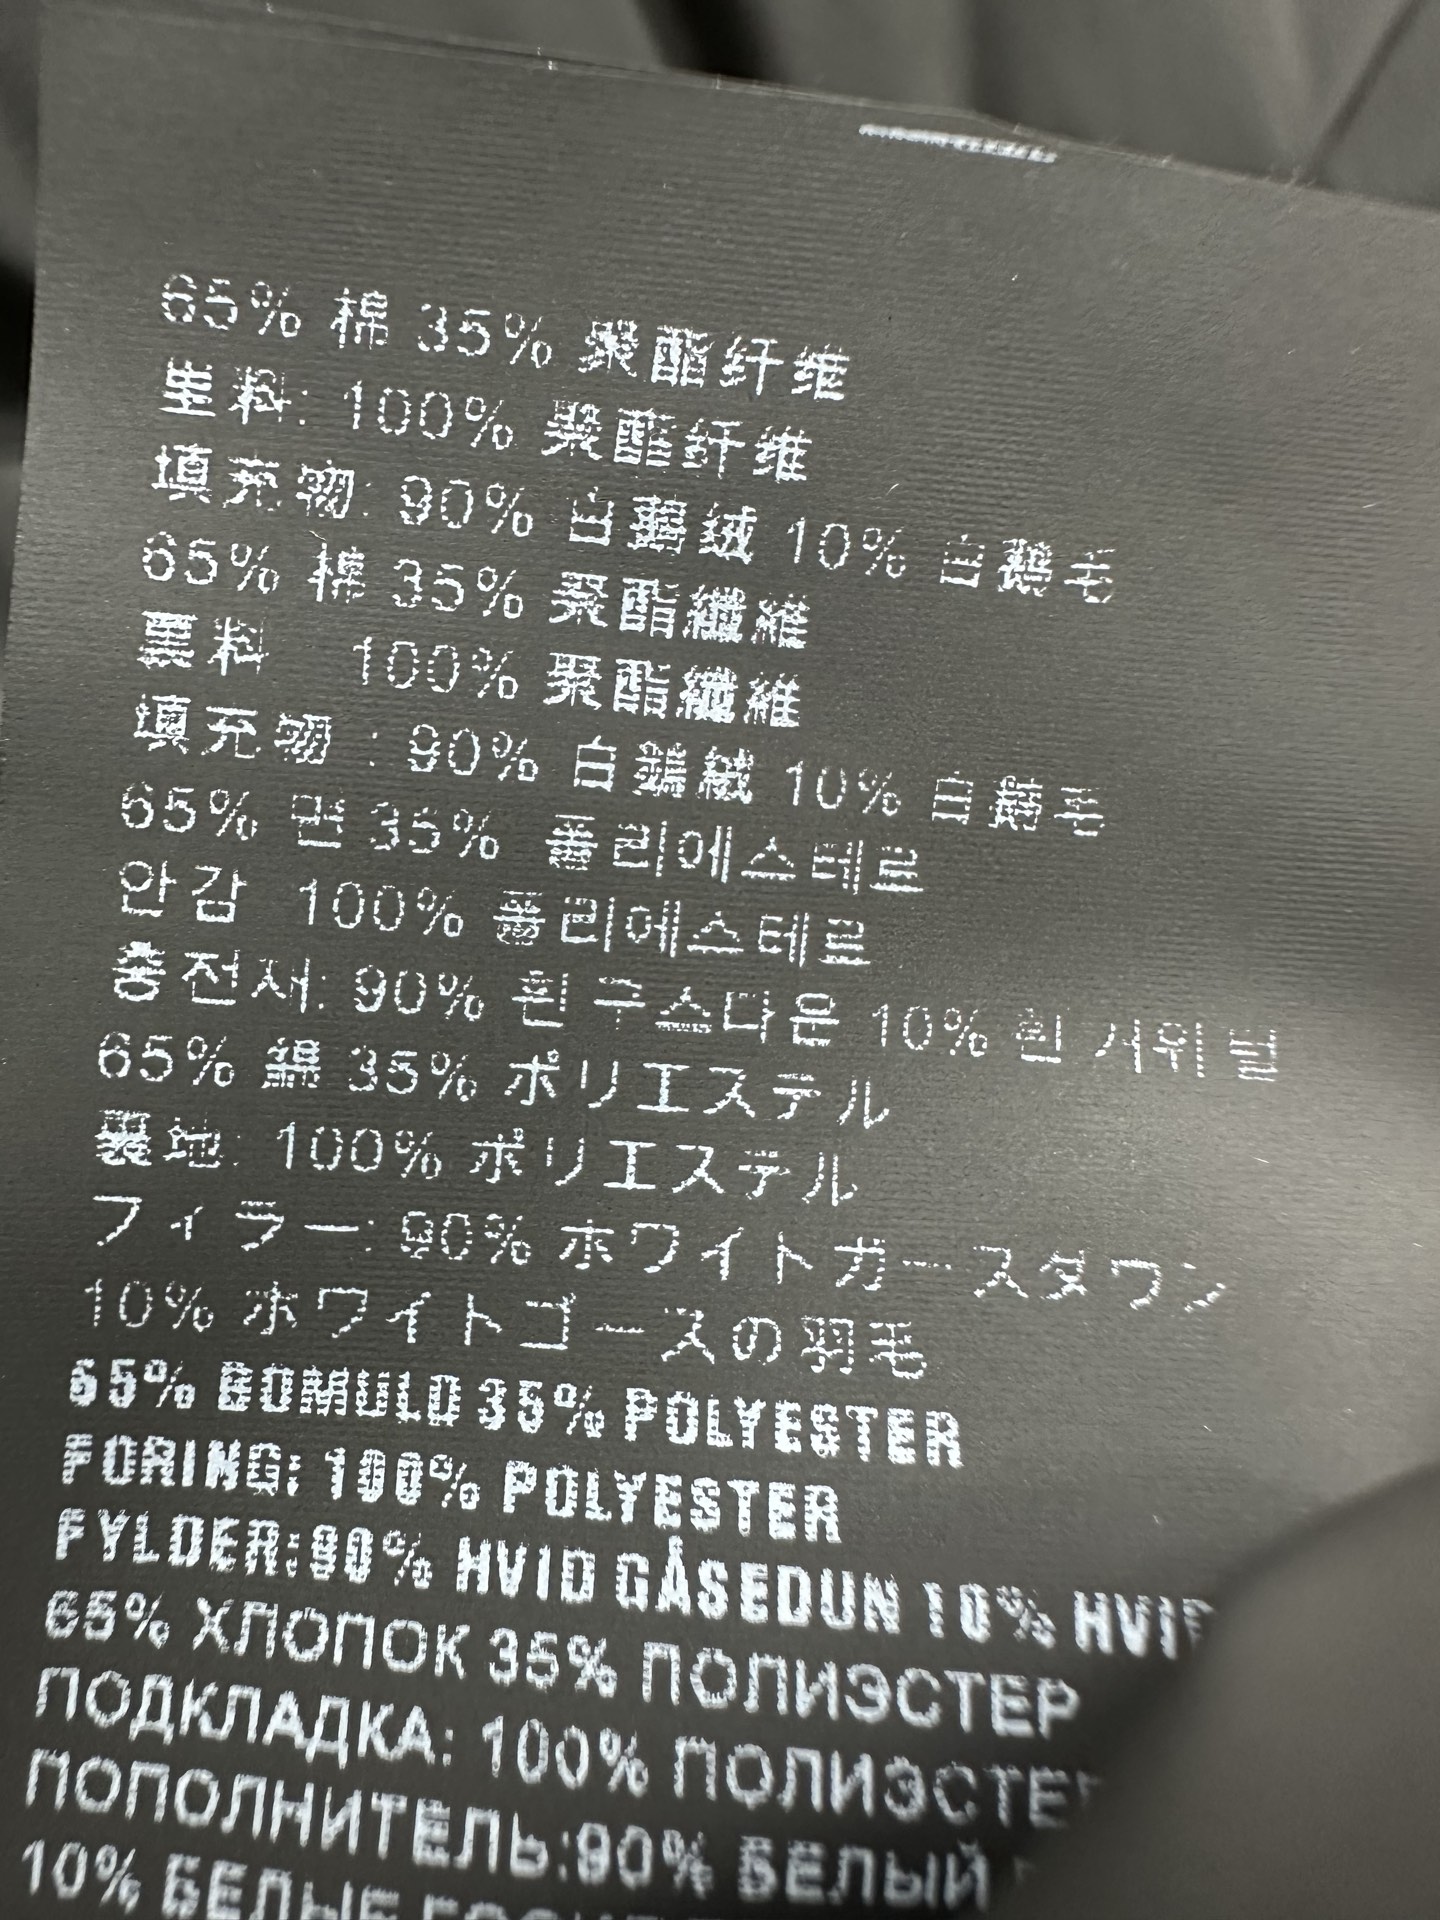 65% 棉 35% 聚酯纤维
里料: 100% 聚酯纤维
填充物: 90% 白鹅绒 10% 白鹅毛
65% 棉 35% 聚酯纖維
裏料 100% 聚酯纖維
填充物 : 90% 白鵝絨 10% 白鵝毛
65% 면 35% 폴리에스테르
안감 100% 폴리에스테르
충전재: 90% 흰 구스다운 10% 흰 거위 털
65% 綿 35% ポリエステル
裏地: 100% ポリエステル
フィラー: 90% ホワイトガースダウン
10% ホワイトゴースの羽毛
65% BOMULD 35% POLYESTER
FORING: 100% POLYESTER
FYLDER:90% HVID GÅSEDUN 10% HVID
65% ХЛОПОК 35% ПОЛИЭСТЕР
ПОДКЛАДКА: 100% ПОЛИЭСТЕР
ПОПОЛНИТЕЛЬ:90% БЕЛЫЙ
10% БЕЛЫЕ